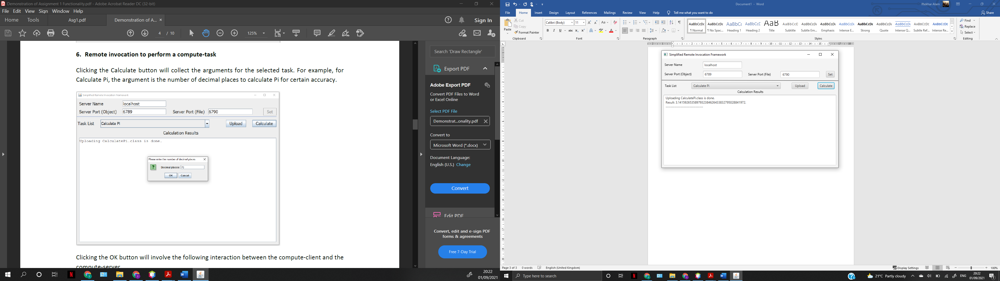 Demonstration of Assignment 1 Functionality.pdf - Adobe Acrobat Reader DC (32-bit)
File Edit View Sign Window Help
Home Tools Asg1.pdf Demonstration of A... × Sign In
4 / 10 125%
6. Remote invocation to perform a compute-task
Clicking the Calculate button will collect the arguments for the selected task. For example, for
Calculate Pi, the argument is the number of decimal places to calculate Pi for certain accuracy.
Simplified Remote Invocation Framework
Server Name localhost
Server Port (Object) 6789 Server Port (File) 6790 Set
Task List Calculate Pi Upload Calculate
Calculation Results
Uploading CalculatePi.class is done.
Please enter the number of decimal places
Decimal places: 70
OK Cancel
Clicking the OK button will involve the following interaction between the compute-client and the
compute-server
Search 'Draw Rectangle'
Export PDF
Adobe Export PDF
Convert PDF Files to Word
or Excel Online
Select PDF File
Demonstrat...onality.pdf
Convert to
Microsoft Word (*.docx)
Document Language:
English (U.S.) Change
Convert
Edit PDF
Convert, edit and e-sign PDF
forms & agreements
Free 7-Day Trial
20:22
01/09/2021
Document1 - Word
Iftekhar Alam
File Home Insert Design Layout References Mailings Review View Help Tell me what you want to do Share
Paste
Cut
Copy
Format Painter
Calibri (Body) 11
Clipboard Font Paragraph Styles Editing
AaBbCcDc AaBbCcDc AaBbCc AaBbCcC AaB AaBbCcD AaBbCcDc AaBbCcDc AaBbCcDc AaBbCcDc AaBbCcDc AaBbCcDc AABBCCDC AABBCCDC
¶ Normal ¶ No Spac... Heading 1 Heading 2 Title Subtitle Subtle Em... Emphasis Intense E... Strong Quote Intense Q... Subtle Ref... Intense Re...
Find
Replace
Select
Simplified Remote Invocation Framework
Server Name localhost
Server Port (Object) 6789 Server Port (File) 6790 Set
Task List Calculate Pi Upload Calculate
Calculation Results
Uploading CalculatePi.class is done.
Result: 3.1415926535897932384626433832795028841972.
------------------------------
Page 3 of 3 0 words English (United Kingdom) Display Settings 100%
Type here to search
21°C Partly cloudy ENG 20:22
01/09/2021